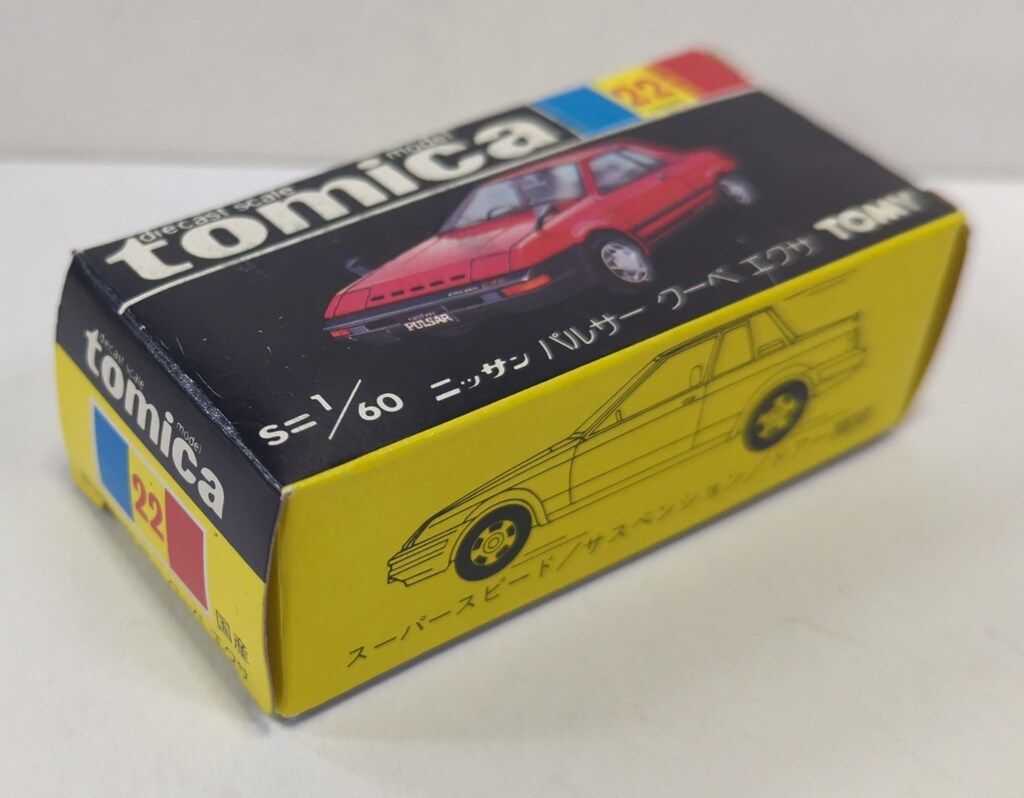 diecast scale model
tomica
22
PULSAR
S=1/60 ニッサン パルサー クーペ エクサ TOMY
スーパースピード/サスペンション/
diecast scale model
tomica
22
国産